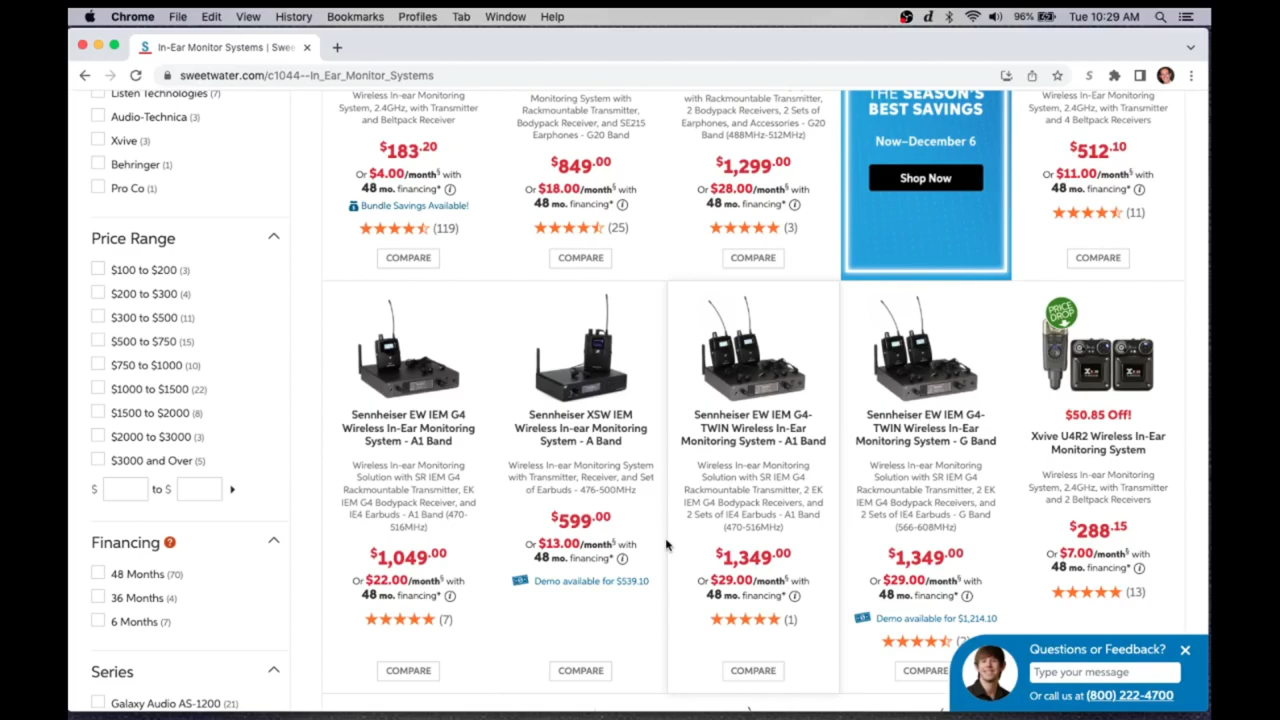 Chrome File Edit View History Bookmarks Profiles Tab Window Help
96% Tue 10:29 AM
In-Ear Monitor Systems | Swee
sweetwater.com/c1044--In_Ear_Monitor_Systems
Listen Technologies (7)
Audio-Technica (3)
Xvive (3)
Behringer (1)
Pro Co (1)
Price Range
$100 to $200 (3)
$200 to $300 (4)
$300 to $500 (11)
$500 to $750 (15)
$750 to $1000 (10)
$1000 to $1500 (22)
$1500 to $2000 (8)
$2000 to $3000 (3)
$3000 and Over (5)
$ to $
Financing ?
48 Months (70)
36 Months (4)
6 Months (7)
Series
Galaxy Audio AS-1200 (21)
Wireless In-ear Monitoring
System, 2.4GHz, with Transmitter
and Beltpack Receiver
$183.20
Or $4.00/month§ with
48 mo. financing*
Bundle Savings Available!
(119)
COMPARE
Monitoring System with
Rackmountable Transmitter,
Bodypack Receiver, and SE215
Earphones - G20 Band
$849.00
Or $18.00/month§ with
48 mo. financing*
(25)
COMPARE
with Rackmountable Transmitter,
2 Bodypack Receivers, 2 Sets of
Earphones, and Accessories - G20
Band (488MHz-512MHz)
$1,299.00
Or $28.00/month§ with
48 mo. financing*
(3)
COMPARE
THE SEASON'S
BEST SAVINGS
Now–December 6
Shop Now
Wireless In-ear Monitoring
System, 2.4GHz, with Transmitter
and 4 Beltpack Receivers
$512.10
Or $11.00/month§ with
48 mo. financing*
(11)
COMPARE
Sennheiser EW IEM G4
Wireless In-Ear Monitoring
System - A1 Band
Wireless In-ear Monitoring
Solution with SR IEM G4
Rackmountable Transmitter, EK
IEM G4 Bodypack Receiver, and
IE4 Earbuds - A1 Band (470-
516MHz)
$1,049.00
Or $22.00/month§ with
48 mo. financing*
(7)
COMPARE
Sennheiser XSW IEM
Wireless In-ear Monitoring
System - A Band
Wireless In-ear Monitoring System
with Transmitter, Receiver, and Set
of Earbuds - 476-500MHz
$599.00
Or $13.00/month§ with
48 mo. financing*
Demo available for $539.10
COMPARE
Sennheiser EW IEM G4-
TWIN Wireless In-Ear
Monitoring System - A1 Band
Wireless In-ear Monitoring
Solution with SR IEM G4
Rackmountable Transmitter, 2 EK
IEM G4 Bodypack Receivers, and
2 Sets of IE4 Earbuds - A1 Band
(470-516MHz)
$1,349.00
Or $29.00/month§ with
48 mo. financing*
(1)
COMPARE
Sennheiser EW IEM G4-
TWIN Wireless In-Ear
Monitoring System - G Band
Wireless In-ear Monitoring
Solution with SR IEM G4
Rackmountable Transmitter, 2 EK
IEM G4 Bodypack Receivers, and
2 Sets of IE4 Earbuds - G Band
(566-608MHz)
$1,349.00
Or $29.00/month§ with
48 mo. financing*
Demo available for $1,214.10
COMPARE
PRICE
DROP
$50.85 Off!
Xvive U4R2 Wireless In-Ear
Monitoring System
Wireless In-ear Monitoring
System, 2.4GHz, with Transmitter
and 2 Beltpack Receivers
$288.15
Or $7.00/month§ with
48 mo. financing*
(13)
Questions or Feedback?
Type your message
Or call us at (800) 222-4700